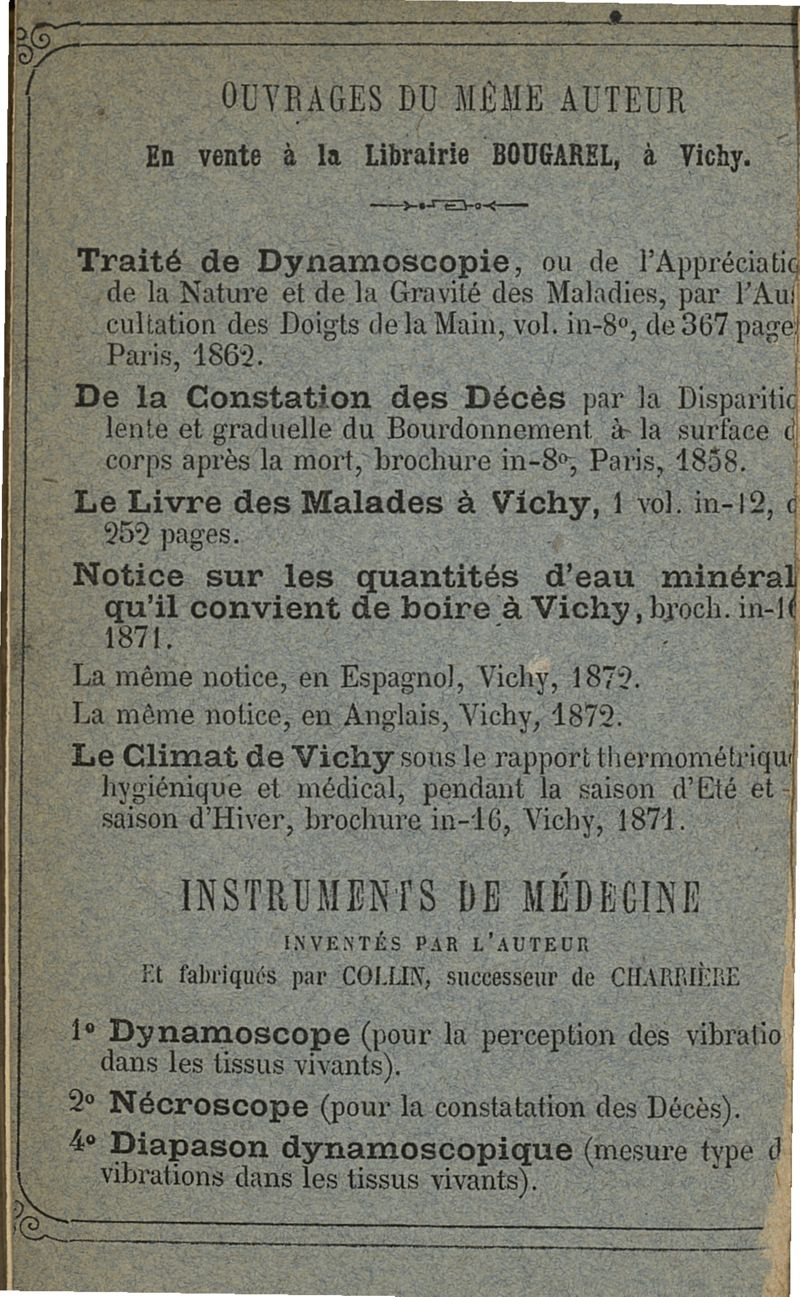 OUVRAGES DU MÊME AUTEUR
En vente à la Librairie BOUGAREL, à Vichy.
Traité de Dynamoscopie, ou de l'Appréciatio
de la Nature et de la Gravité des Maladies, par l'Aus
cultation des Doigts de la Main, vol. in-8º, de 367 page
Paris, 1862.
De la Constation des Décès par la Disparitio
lente et graduelle du Bourdonnement à la surface d
corps après la mort, brochure in-8º, Paris, 1858.
Le Livre des Malades à Vichy, 1 vol. in-12, d
252 pages.
Notice sur les quantités d'eau minéral
qu'il convient de boire à Vichy, broch. in-16
1871.
La même notice, en Espagnol, Vichy, 1872.
La même notice, en Anglais, Vichy, 1872.
Le Climat de Vichy sous le rapport thermométrique
hygiénique et médical, pendant la saison d'Eté et
saison d'Hiver, brochure in-16, Vichy, 1871.
INSTRUMENTS DE MÉDECINE
INVENTÉS PAR L'AUTEUR
Et fabriqués par COLLIN, successeur de CHARRIÈRE
1º Dynamoscope (pour la perception des vibratio
dans les tissus vivants).
2º Nécroscope (pour la constatation des Décès).
4º Diapason dynamoscopique (mesure type d
vibrations dans les tissus vivants).